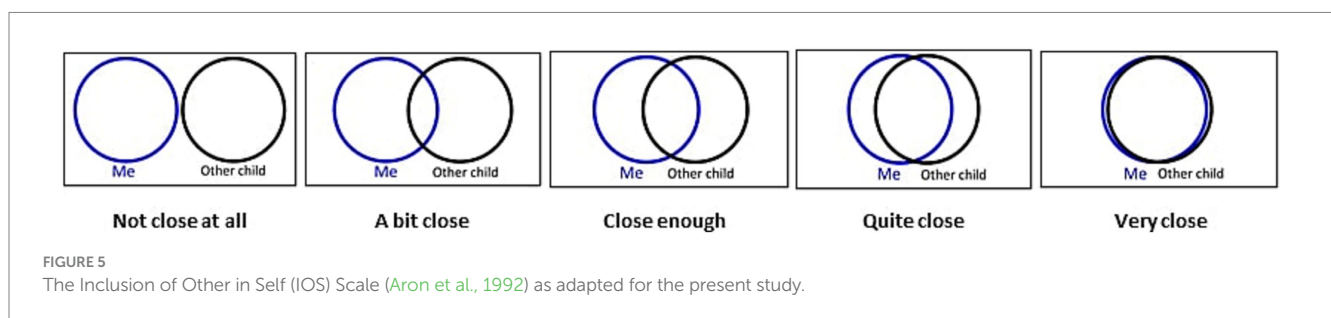 Me Other child
Me Other child
Me Other child
Me Other child
Me Other child
Not close at all
A bit close
Close enough
Quite close
Very close
FIGURE 5
The Inclusion of Other in Self (IOS) Scale (Aron et al., 1992) as adapted for the present study.